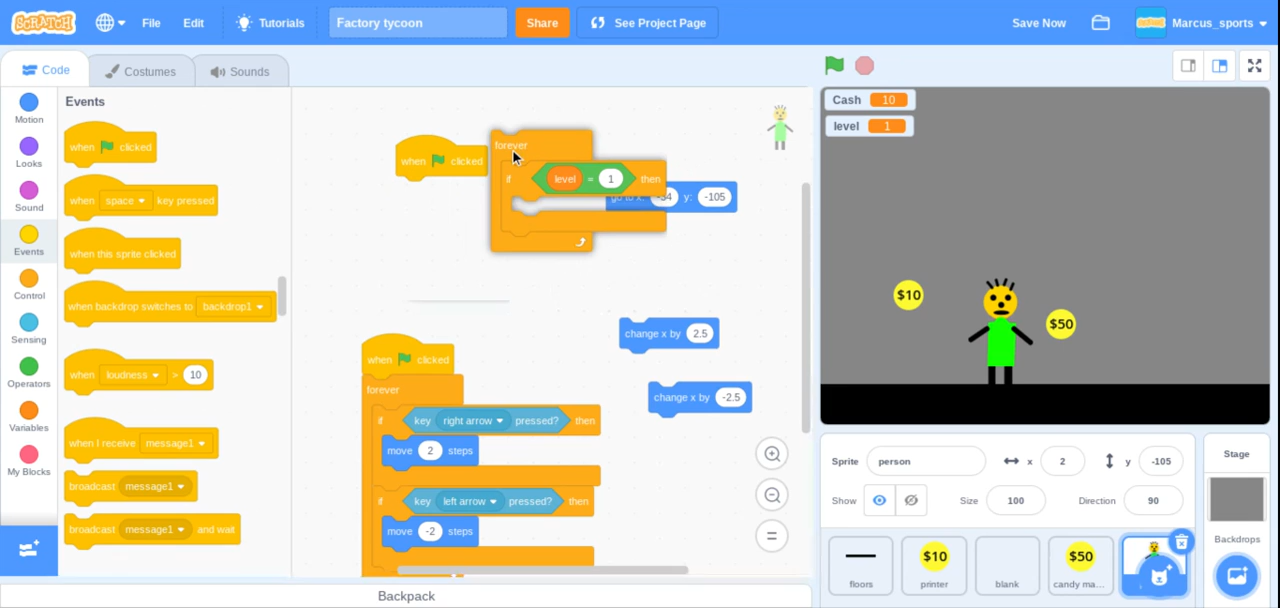 SCRATCH File Edit Tutorials Factory tycoon Share See Project Page Save Now Marcus_sports
Code Costumes Sounds
Motion
Looks
Sound
Events
Control
Sensing
Operators
Variables
My Blocks
Events
when clicked
when space key pressed
when this sprite clicked
when backdrop switches to backdrop1
when loudness > 10
when I receive message1
broadcast message1
broadcast message1 and wait
when clicked
forever
if level = 1 then
go to x: -34 y: -105
change x by 2.5
change x by -2.5
when clicked
forever
if key right arrow pressed? then
move 2 steps
if key left arrow pressed? then
move -2 steps
Backpack
Cash 10
level 1
$10
$50
Sprite person x 2 y -105
Show Size 100 Direction 90
$10
$50
floors printer blank candy ma...
Stage
Backdrops